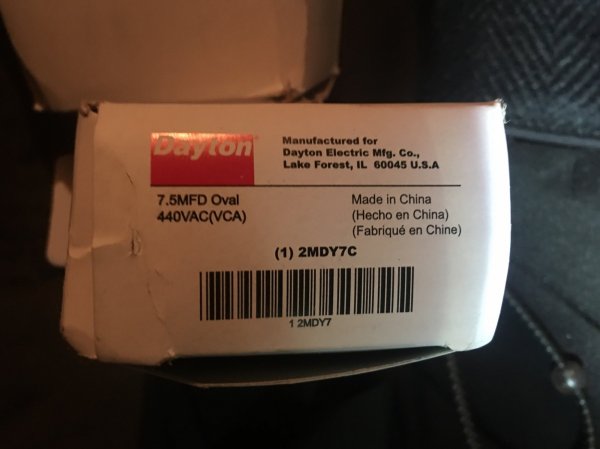 Dayton
Manufactured for
Dayton Electric Mfg. Co.,
Lake Forest, IL 60045 U.S.A
7.5MFD Oval
440VAC(VCA)
Made in China
(Hecho en China)
(Fabriqué en Chine)
(1) 2MDY7C
1 2MDY7